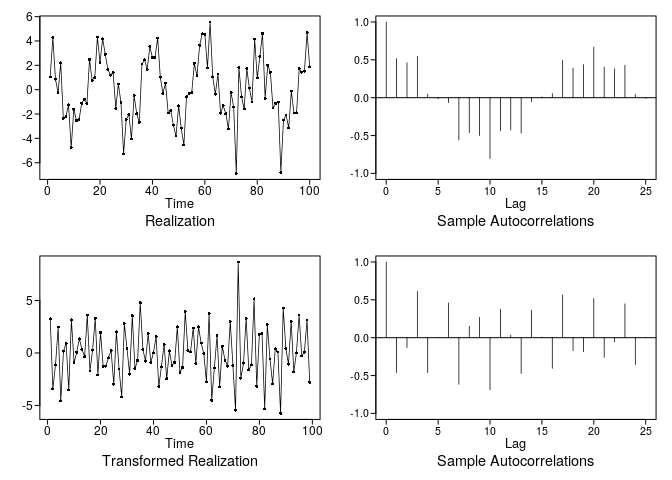 6
4
2
0
-2
-4
-6
0 20 40 60 80 100
Time
Realization
1.0
0.5
0.0
-0.5
-1.0
0 5 10 15 20 25
Lag
Sample Autocorrelations
5
0
-5
0 20 40 60 80 100
Time
Transformed Realization
1.0
0.5
0.0
-0.5
-1.0
0 5 10 15 20 25
Lag
Sample Autocorrelations